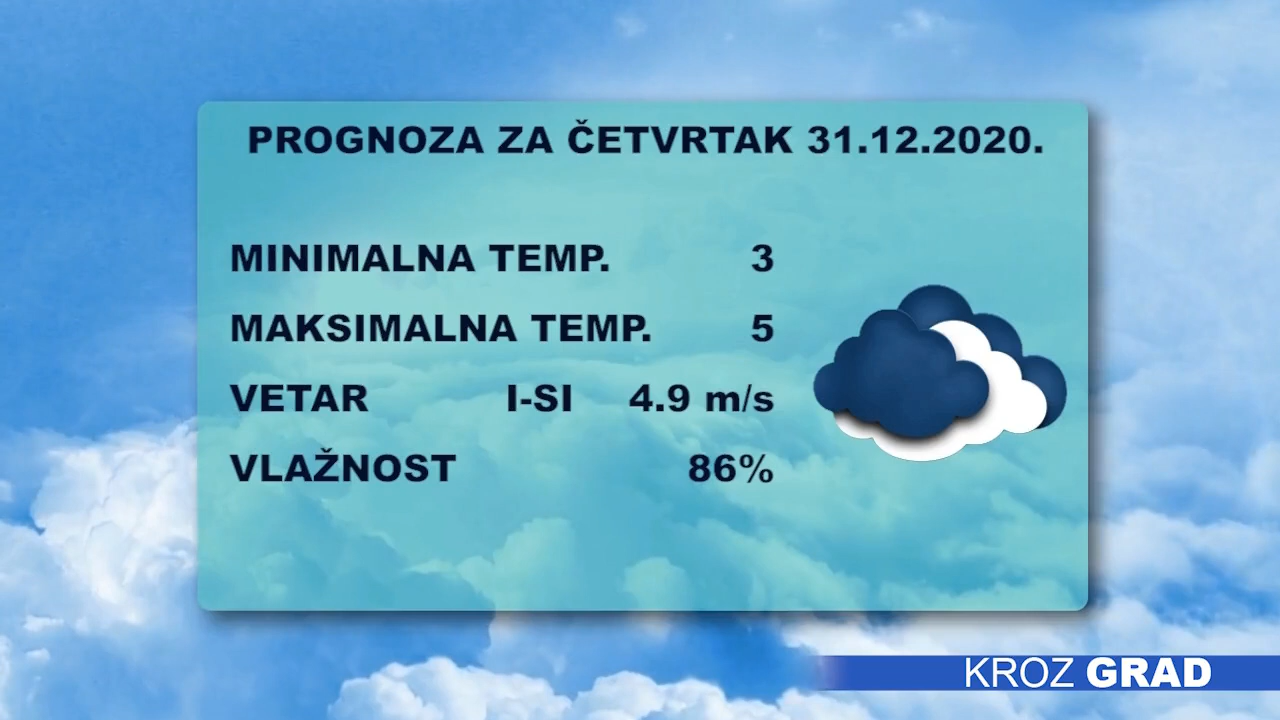 PROGNOZA ZA ČETVRTAK 31.12.2020.
MINIMALNA TEMP. 3
MAKSIMALNA TEMP. 5
VETAR I-SI 4.9 m/s
VLAŽNOST 86%
KROZ GRAD